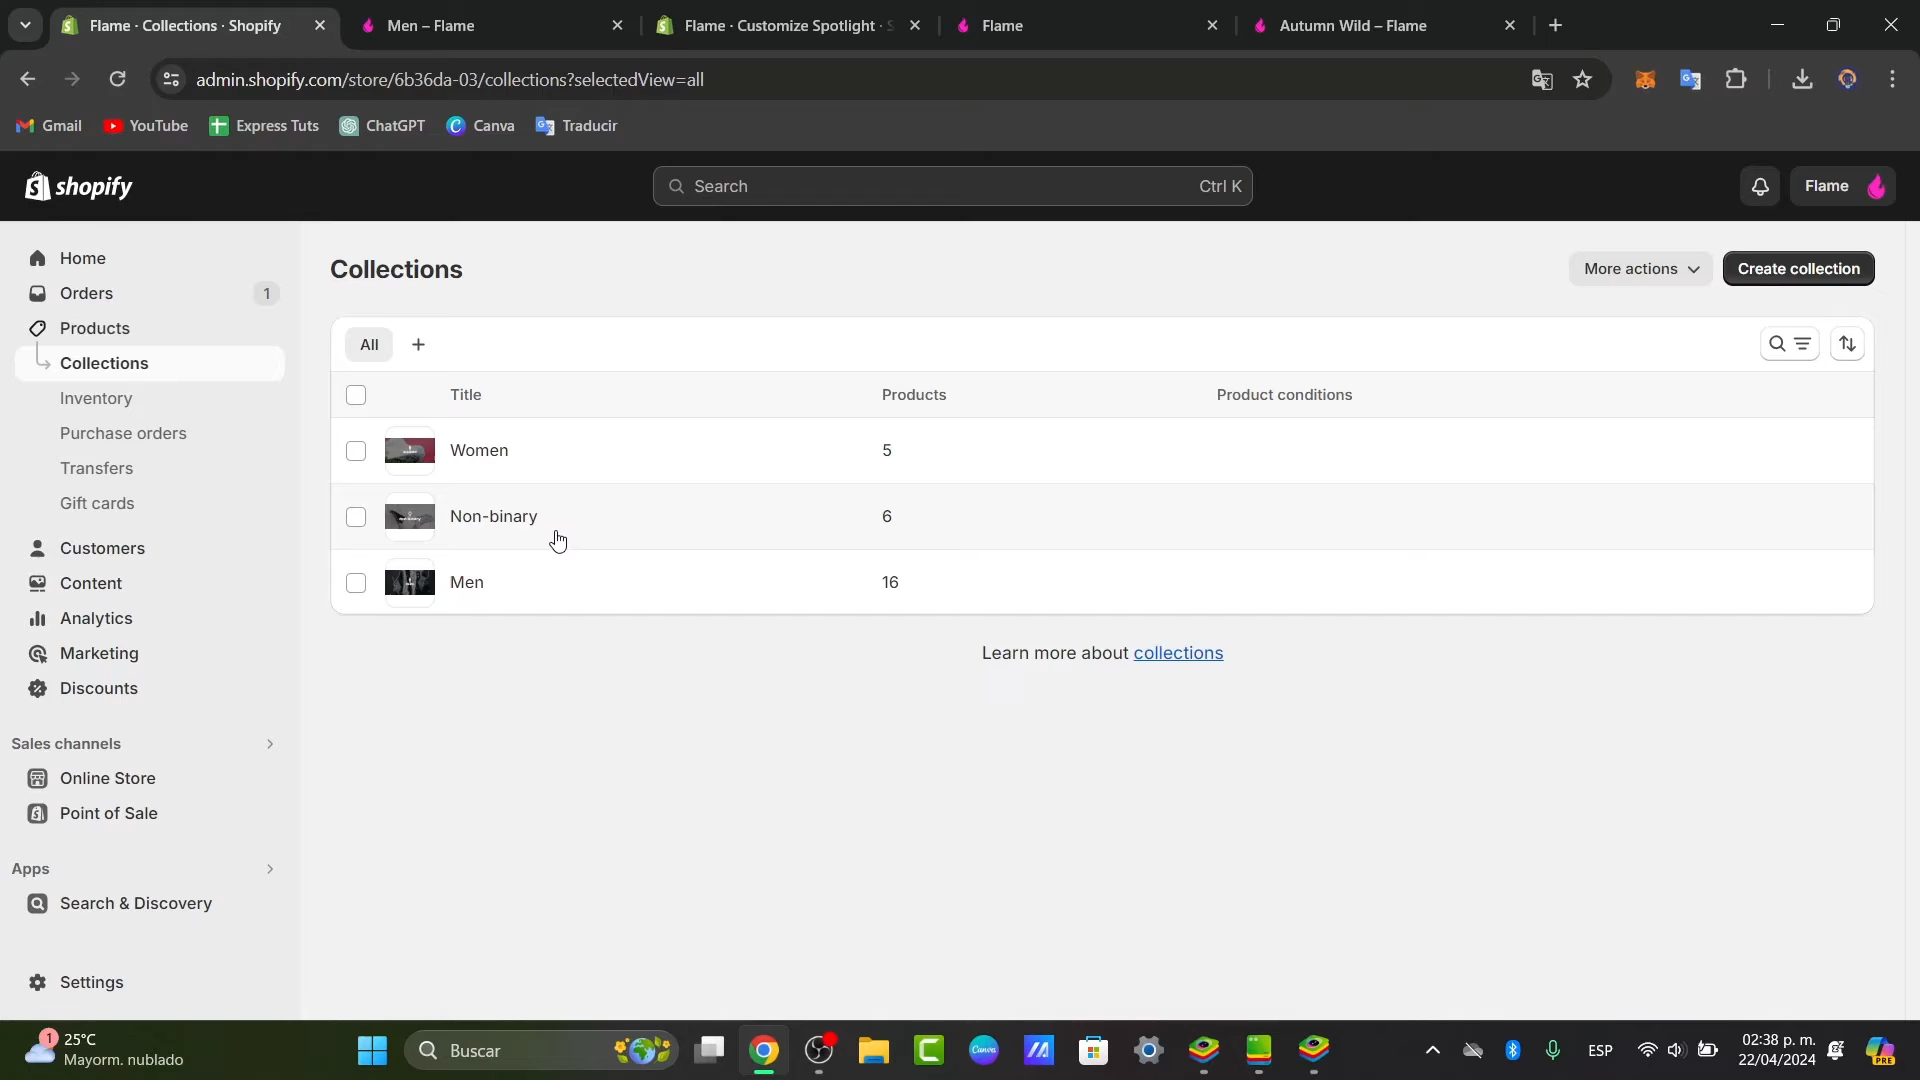 Flame · Collections · Shopify
Men – Flame
Flame · Customize Spotlight ·
Flame
Autumn Wild – Flame
admin.shopify.com/store/6b36da-03/collections?selectedView=all
Gmail
YouTube
Express Tuts
ChatGPT
Canva
Traducir
shopify
Search
Ctrl K
Flame
Home
Orders
1
Products
Collections
Inventory
Purchase orders
Transfers
Gift cards
Customers
Content
Analytics
Marketing
Discounts
Sales channels
Online Store
Point of Sale
Apps
Search & Discovery
Settings
Collections
More actions
Create collection
All
Title
Products
Product conditions
Women
5
Non-binary
6
Men
16
Learn more about collections
1
25°C
Mayorm. nublado
Buscar
Canva
ESP
02:38 p. m.
22/04/2024
PRE